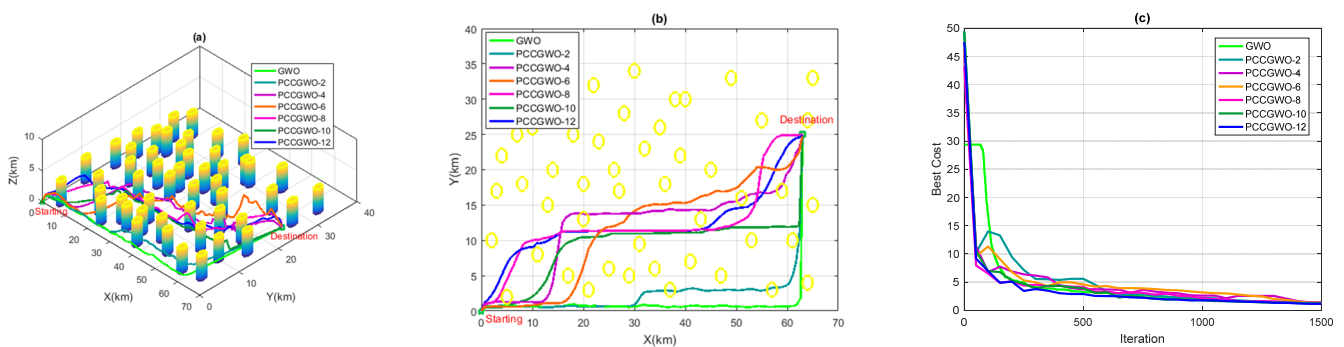 (a)
GWO
PCCGWO-2
PCCGWO-4
PCCGWO-6
PCCGWO-8
PCCGWO-10
PCCGWO-12
10
5
0
Z(km)
Starting
Destination
0
10
20
30
40
50
60
70
X(km)
0
10
20
30
40
Y(km)
(b)
GWO
PCCGWO-2
PCCGWO-4
PCCGWO-6
PCCGWO-8
PCCGWO-10
PCCGWO-12
Destination
Starting
40
35
30
25
20
15
10
5
0
Y(km)
0
10
20
30
40
50
60
70
X(km)
(c)
GWO
PCCGWO-2
PCCGWO-4
PCCGWO-6
PCCGWO-8
PCCGWO-10
PCCGWO-12
50
45
40
35
30
25
20
15
10
5
0
Best Cost
0
500
1000
1500
Iteration